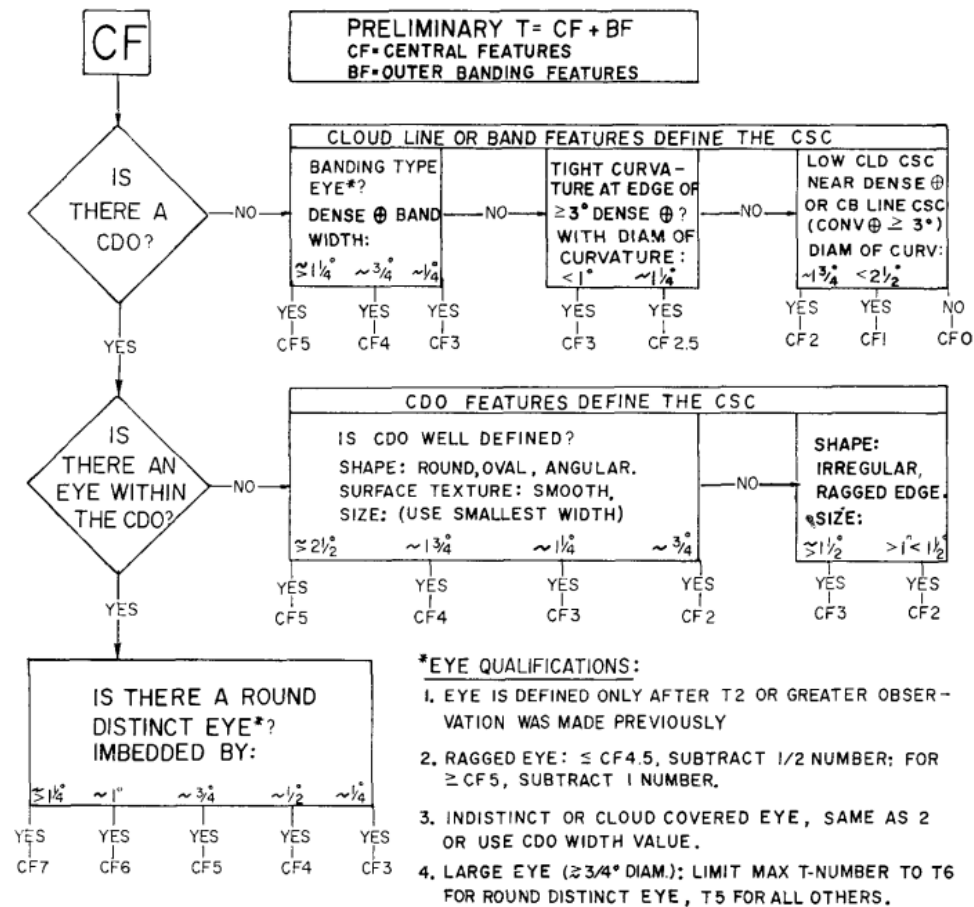 CF
PRELIMINARY T= CF + BF
CF=CENTRAL FEATURES
BF=OUTER BANDING FEATURES
IS
THERE A
CDO?
NO
YES
CLOUD LINE OR BAND FEATURES DEFINE THE CSC
BANDING TYPE
EYE*?
DENSE ⊕ BAND
WIDTH:
≳1¼° ~¾° ~¼°
YES YES YES
CF5 CF4 CF3
NO
TIGHT CURVA-
TURE AT EDGE OF
≥3° DENSE ⊕?
WITH DIAM OF
CURVATURE:
<1° ~1¼°
YES YES
CF3 CF2.5
NO
LOW CLD CSC
NEAR DENSE ⊕
OR CB LINE CSC
(CONV ⊕ ≥ 3°)
DIAM OF CURV:
~1¾° <2½°
YES YES NO
CF2 CF1 CF0
IS
THERE AN
EYE WITHIN
THE CDO?
NO
YES
CDO FEATURES DEFINE THE CSC
IS CDO WELL DEFINED?
SHAPE: ROUND, OVAL, ANGULAR.
SURFACE TEXTURE: SMOOTH,
SIZE: (USE SMALLEST WIDTH)
≳2½° ~1¾° ~1¼° ~¾°
YES YES YES YES
CF5 CF4 CF3 CF2
NO
SHAPE:
IRREGULAR,
RAGGED EDGE.
SIZE:
≳1½° >1°<1½°
YES YES
CF3 CF2
IS THERE A ROUND
DISTINCT EYE*?
IMBEDDED BY:
≳1¼° ~1° ~¾° ~½° ~¼°
YES YES YES YES YES
CF7 CF6 CF5 CF4 CF3
*EYE QUALIFICATIONS:
1. EYE IS DEFINED ONLY AFTER T2 OR GREATER OBSER-
VATION WAS MADE PREVIOUSLY
2. RAGGED EYE: ≤ CF4.5, SUBTRACT 1/2 NUMBER; FOR
≥CF5, SUBTRACT 1 NUMBER.
3. INDISTINCT OR CLOUD COVERED EYE, SAME AS 2
OR USE CDO WIDTH VALUE.
4. LARGE EYE (≳3/4° DIAM.): LIMIT MAX T-NUMBER TO T6
FOR ROUND DISTINCT EYE, T5 FOR ALL OTHERS.